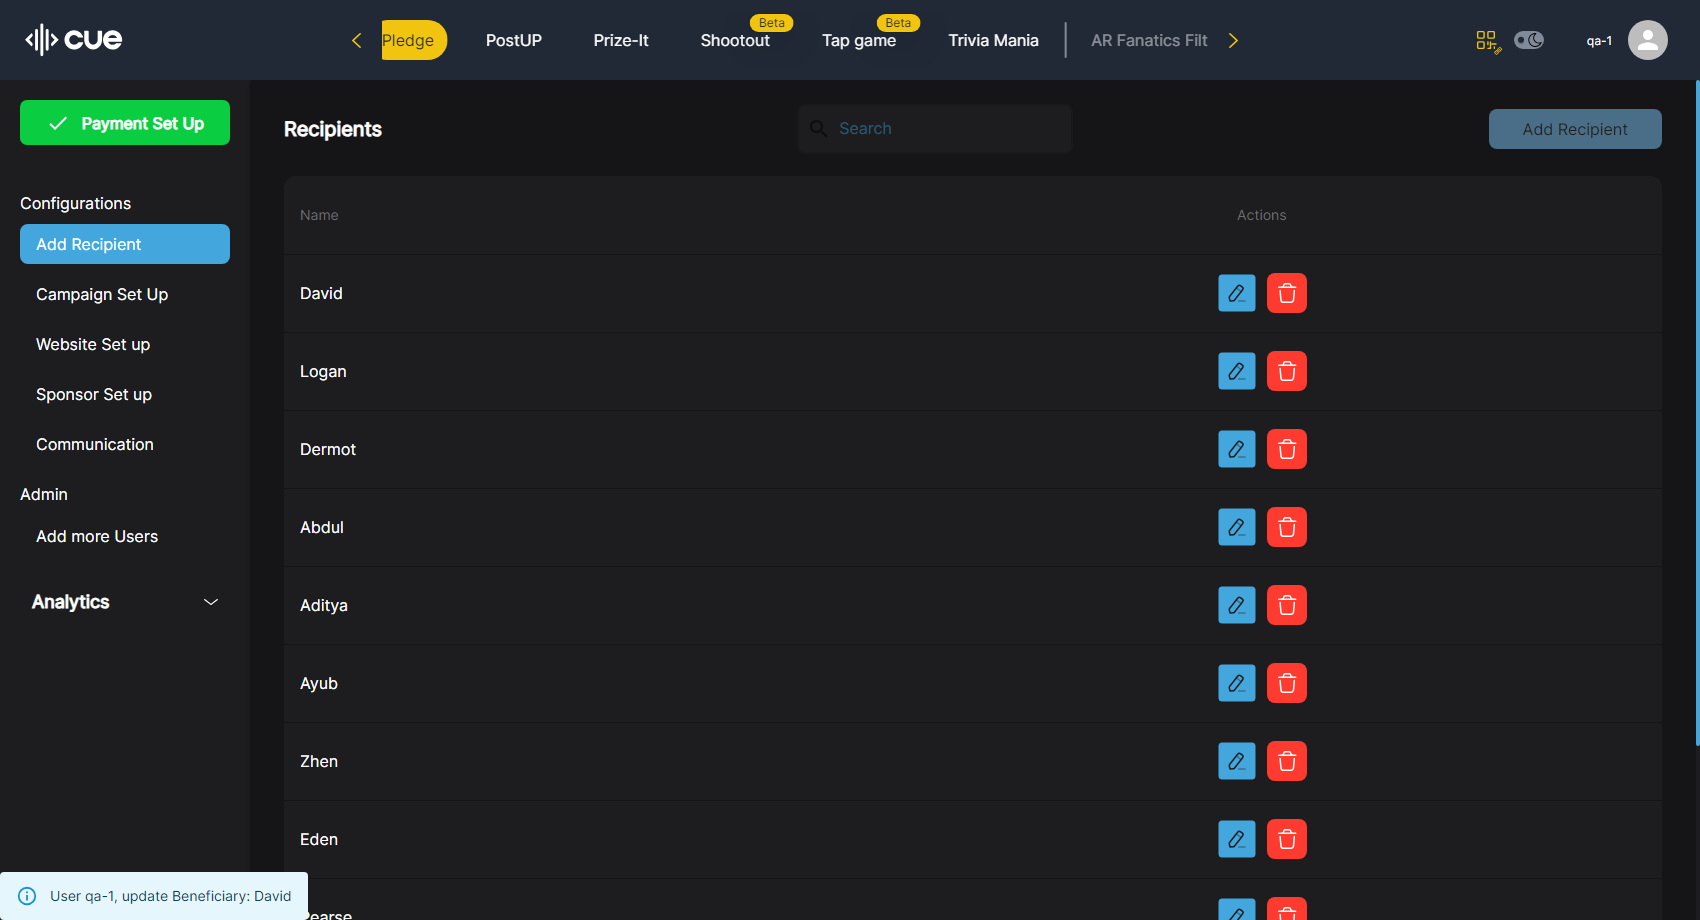 cue
Pledge
PostUP
Prize-It
Shootout
Beta
Tap game
Beta
Trivia Mania
AR Fanatics Filt
qa-1
Payment Set Up
Configurations
Add Recipient
Campaign Set Up
Website Set up
Sponsor Set up
Communication
Admin
Add more Users
Analytics
Recipients
Search
Add Recipient
Name
Actions
David
Logan
Dermot
Abdul
Aditya
Ayub
Zhen
Eden
Pearse
User qa-1, update Beneficiary: David